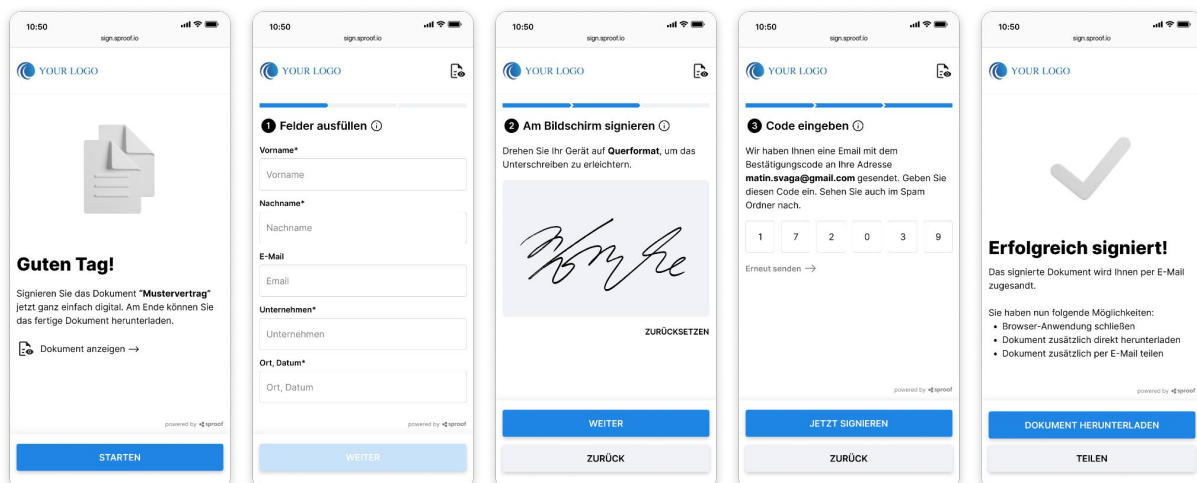 10:50
sign.sproof.io
YOUR LOGO
Guten Tag!
Signieren Sie das Dokument "Mustervertrag"
jetzt ganz einfach digital. Am Ende können Sie
das fertige Dokument herunterladen.
Dokument anzeigen →
powered by sproof
STARTEN
10:50
sign.sproof.io
YOUR LOGO
1 Felder ausfüllen
Vorname*
Vorname
Nachname*
Nachname
E-Mail
Email
Unternehmen*
Unternehmen
Ort, Datum*
Ort, Datum
powered by sproof
WEITER
10:50
sign.sproof.io
YOUR LOGO
2 Am Bildschirm signieren
Drehen Sie Ihr Gerät auf Querformat, um das
Unterschreiben zu erleichtern.
ZURÜCKSETZEN
WEITER
ZURÜCK
10:50
sign.sproof.io
YOUR LOGO
3 Code eingeben
Wir haben Ihnen eine Email mit dem
Bestätigungscode an Ihre Adresse
matin.svaga@gmail.com gesendet. Geben Sie
diesen Code ein. Sehen Sie auch im Spam
Ordner nach.
1 7 2 0 3 9
Erneut senden →
powered by sproof
JETZT SIGNIEREN
ZURÜCK
10:50
sign.sproof.io
YOUR LOGO
Erfolgreich signiert!
Das signierte Dokument wird Ihnen per E-Mail
zugesandt.
Sie haben nun folgende Möglichkeiten:
• Browser-Anwendung schließen
• Dokument zusätzlich direkt herunterladen
• Dokument zusätzlich per E-Mail teilen
powered by sproof
DOKUMENT HERUNTERLADEN
TEILEN